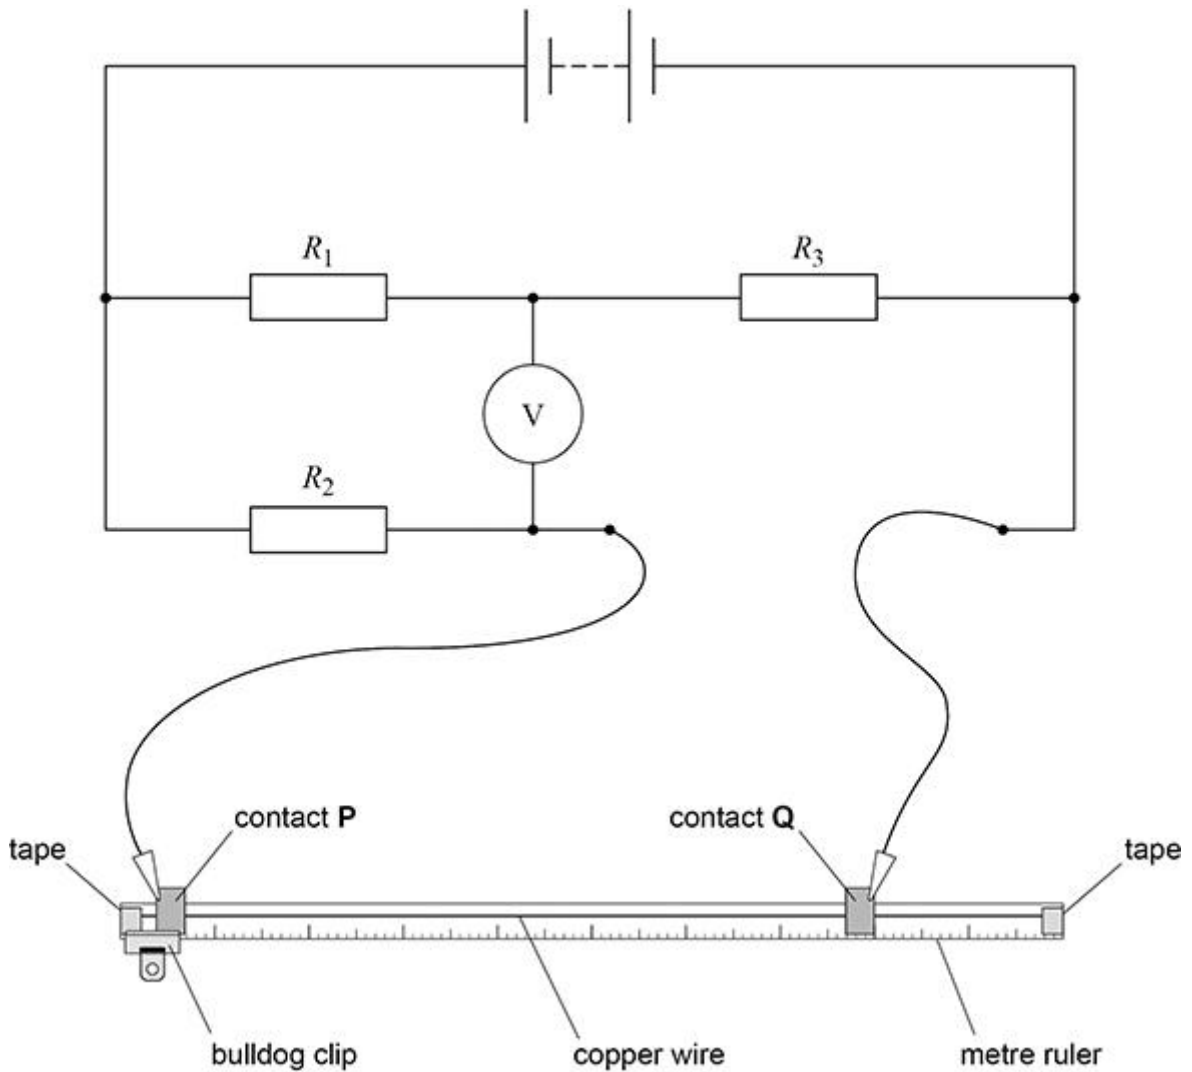 R1
R3
V
R2
contact P
contact Q
tape
tape
bulldog clip
copper wire
metre ruler